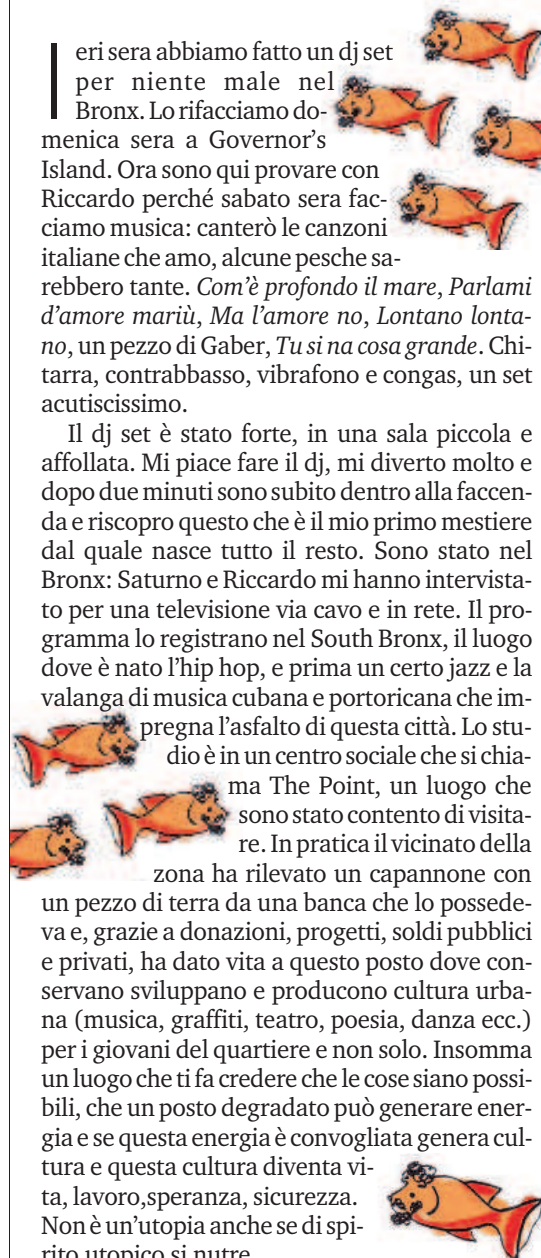 Ieri sera abbiamo fatto un dj set
per niente male nel
Bronx. Lo rifacciamo do-
menica sera a Governor's
Island. Ora sono qui provare con
Riccardo perché sabato sera fac-
ciamo musica: canterò le canzoni
italiane che amo, alcune pesche sa-
rebbero tante. Com'è profondo il mare, Parlami
d'amore mariù, Ma l'amore no, Lontano lonta-
no, un pezzo di Gaber, Tu si na cosa grande. Chi-
tarra, contrabbasso, vibrafono e congas, un set
acutiscissimo.
Il dj set è stato forte, in una sala piccola e
affollata. Mi piace fare il dj, mi diverto molto e
dopo due minuti sono subito dentro alla faccen-
da e riscopro questo che è il mio primo mestiere
dal quale nasce tutto il resto. Sono stato nel
Bronx: Saturno e Riccardo mi hanno intervista-
to per una televisione via cavo e in rete. Il pro-
gramma lo registrano nel South Bronx, il luogo
dove è nato l'hip hop, e prima un certo jazz e la
valanga di musica cubana e portoricana che im-
pregna l'asfalto di questa città. Lo stu-
dio è in un centro sociale che si chia-
ma The Point, un luogo che
sono stato contento di visita-
re. In pratica il vicinato della
zona ha rilevato un capannone con
un pezzo di terra da una banca che lo possede-
va e, grazie a donazioni, progetti, soldi pubblici
e privati, ha dato vita a questo posto dove con-
servano sviluppano e producono cultura urba-
na (musica, graffiti, teatro, poesia, danza ecc.)
per i giovani del quartiere e non solo. Insomma
un luogo che ti fa credere che le cose siano possi-
bili, che un posto degradato può generare ener-
gia e se questa energia è convogliata genera cul-
tura e questa cultura diventa vi-
ta, lavoro,speranza, sicurezza.
Non è un'utopia anche se di spi-
rito utopico si nutre